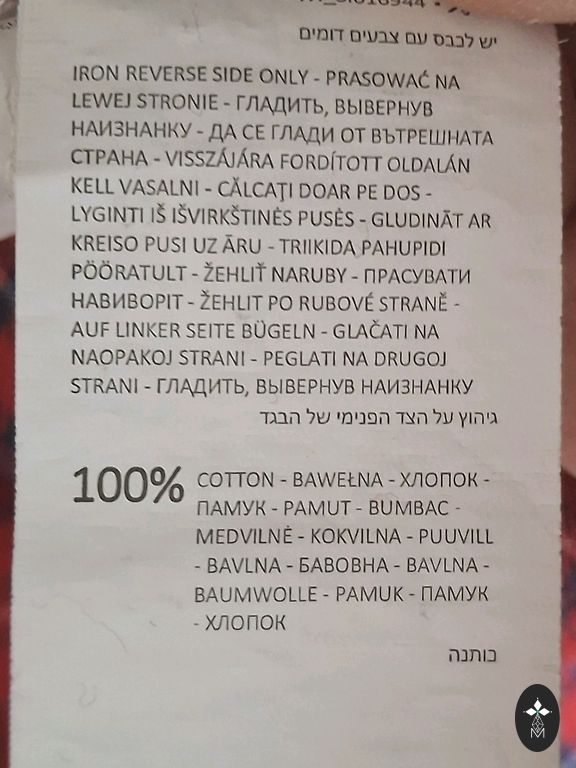 יש לכבס עם צבעים דומים
IRON REVERSE SIDE ONLY - PRASOWAĆ NA
LEWEJ STRONIE - ГЛАДИТЬ, ВЫВЕРНУВ
НАИЗНАНКУ - ДА СЕ ГЛАДИ ОТ ВЪТРЕШНАТА
СТРАНА - VISSZÁJÁRA FORDÍTOTT OLDALÁN
KELL VASALNI - CĂLCAŢI DOAR PE DOS -
LYGINTI IŠ IŠVIRKŠTINĖS PUSĖS - GLUDINĀT AR
KREISO PUSI UZ ĀRU - TRIIKIDA PAHUPIDI
PÖÖRATULT - ŽEHLIŤ NARUBY - ПРАСУВАТИ
НАВИВОРІТ - ŽEHLIT PO RUBOVÉ STRANĚ -
AUF LINKER SEITE BÜGELN - GLAČATI NA
NAOPAKOJ STRANI - PEGLATI NA DRUGOJ
STRANI - ГЛАДИТЬ, ВЫВЕРНУВ НАИЗНАНКУ
גיהוץ על הצד הפנימי של הבגד
100% COTTON - BAWEŁNA - ХЛОПОК -
ПАМУК - PAMUT - BUMBAC -
MEDVILNĖ - KOKVILNA - PUUVILL
- BAVLNA - БАВОВНА - BAVLNA -
BAUMWOLLE - PAMUK - ПАМУК
- ХЛОПОК
כותנה